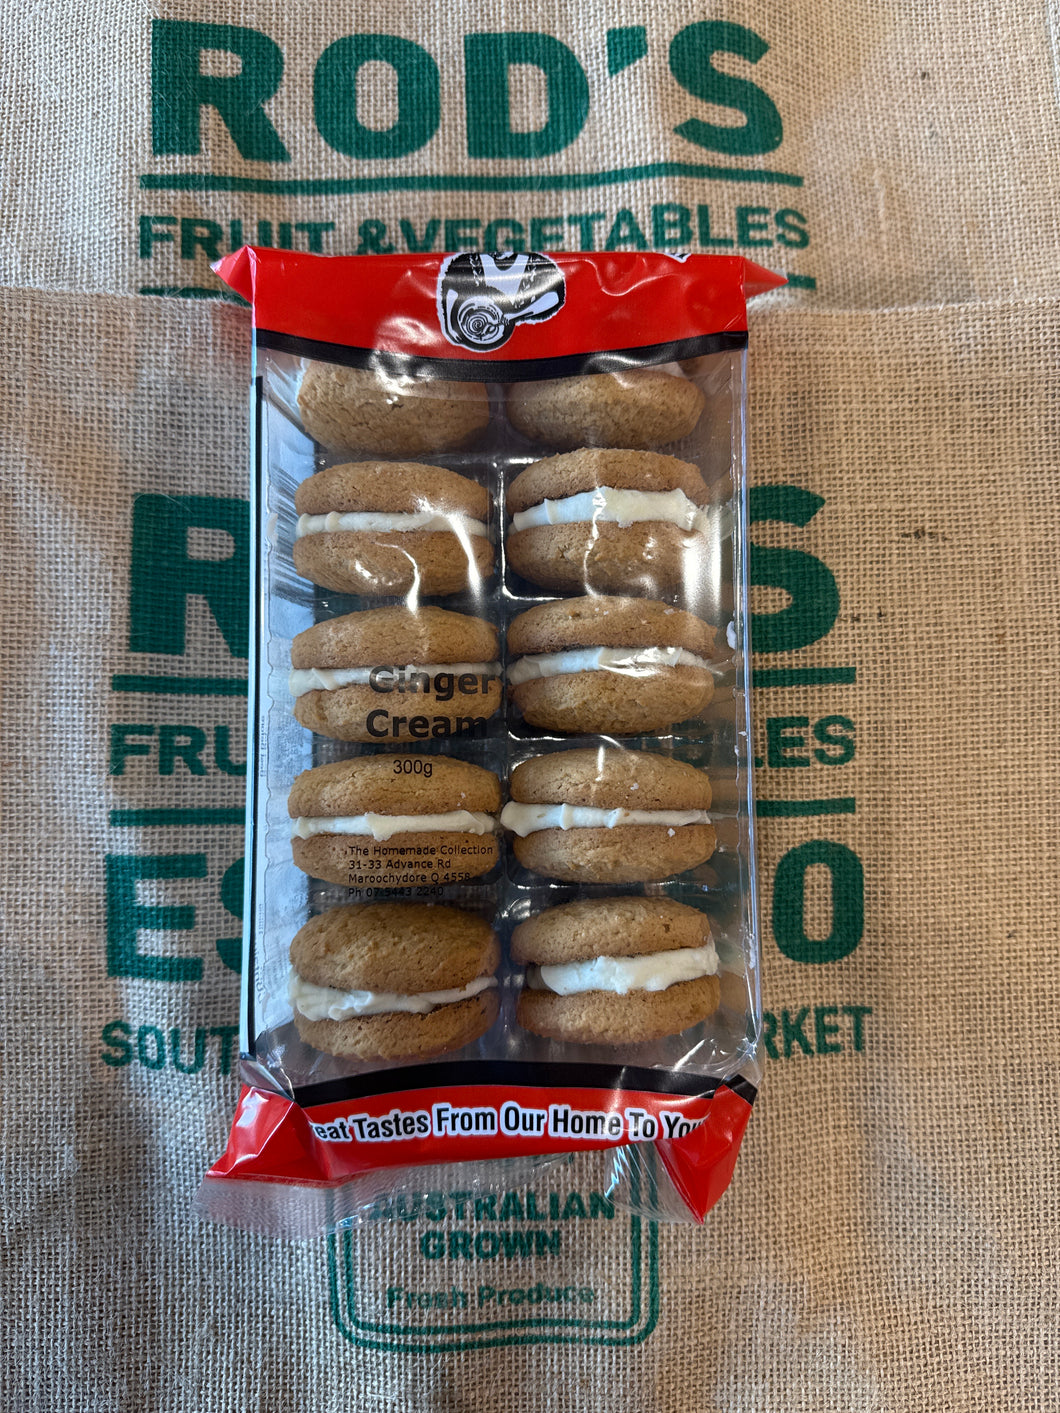 ROD'S
FRUIT & VEGETABLES
Ginger
Cream
300g
The Homemade Collection
31-33 Advance Rd
Maroochydore Q 4558
Ph 07 5443 2240
eat Tastes From Our Home To You
AUSTRALIAN
GROWN
Fresh Produce
R S
FRU LES
ES 0
SOUT RKET